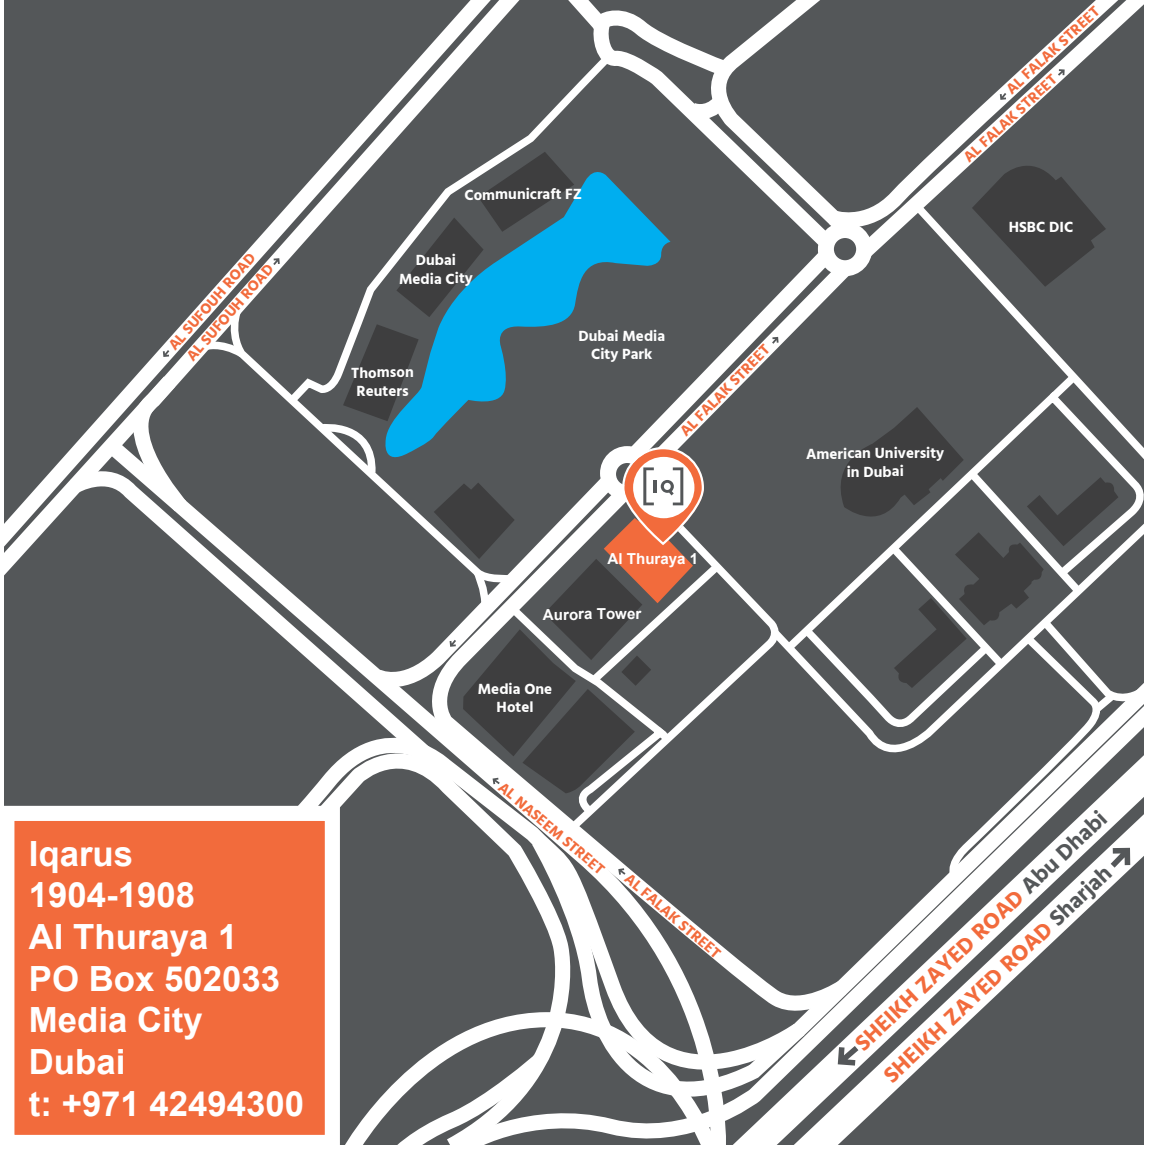 AL FALAK STREET
AL FALAK STREET
Communicraft FZ
HSBC DIC
Dubai
Media City
AL SUFOUH ROAD
AL SUFOUH ROAD
Dubai Media
City Park
Thomson
Reuters
AL FALAK STREET
American University
in Dubai
[IQ]
Al Thuraya 1
Aurora Tower
Media One
Hotel
AL NASEEM STREET
AL FALAK STREET
SHEIKH ZAYED ROAD Abu Dhabi
SHEIKH ZAYED ROAD Sharjah
Iqarus
1904-1908
Al Thuraya 1
PO Box 502033
Media City
Dubai
t: +971 42494300